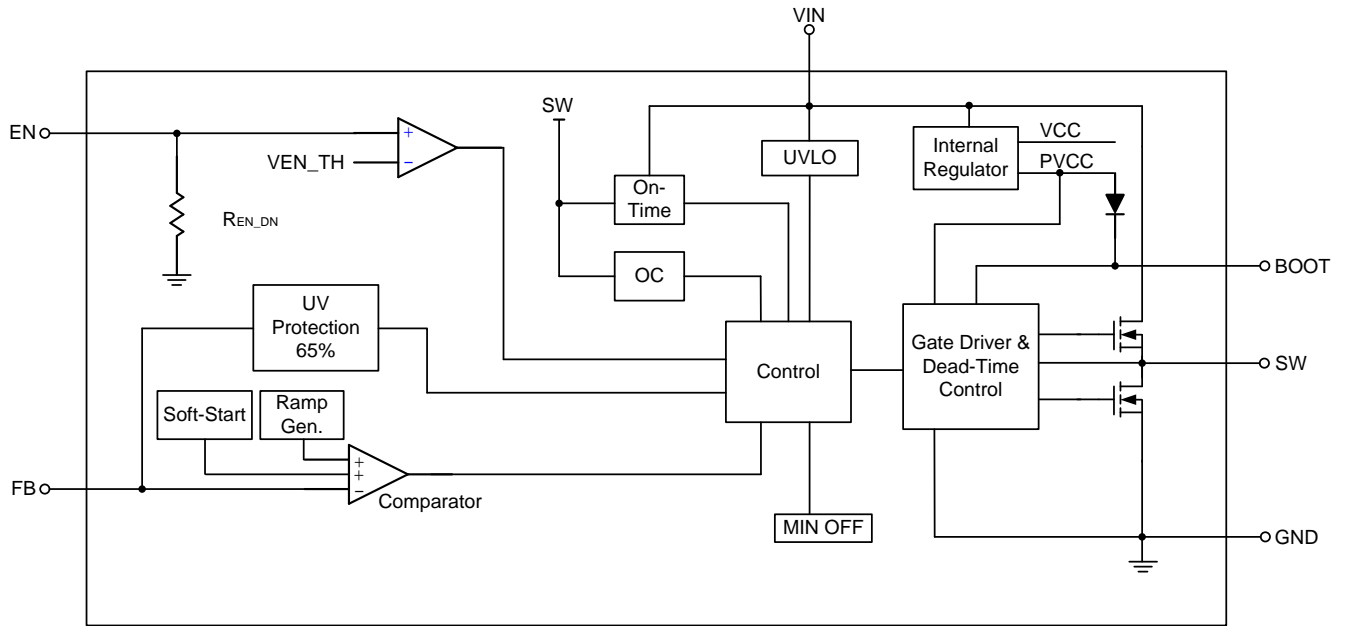 VIN
EN
VEN_TH
+
−
REN_DN
SW
On-
Time
OC
UVLO
Internal
Regulator
VCC
PVCC
BOOT
UV
Protection
65%
Control
Gate Driver &
Dead-Time
Control
SW
Soft-Start
Ramp
Gen.
+
+
−
Comparator
FB
MIN OFF
GND